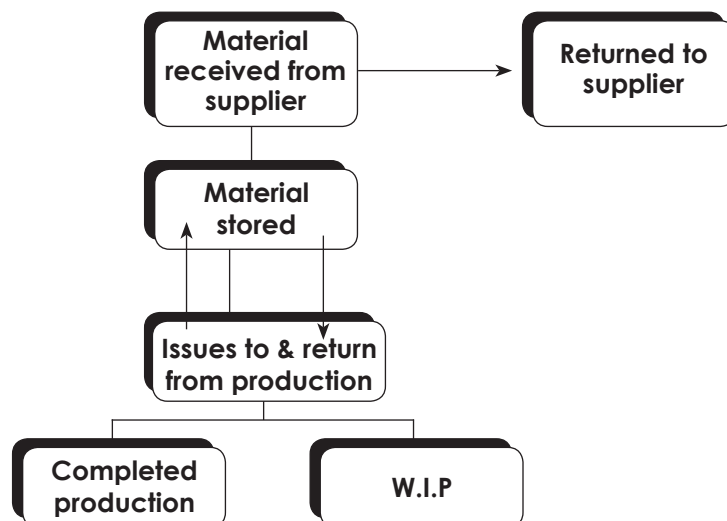 Material
received from
supplier
Returned to
supplier
Material
stored
Issues to & return
from production
Completed
production
W.I.P